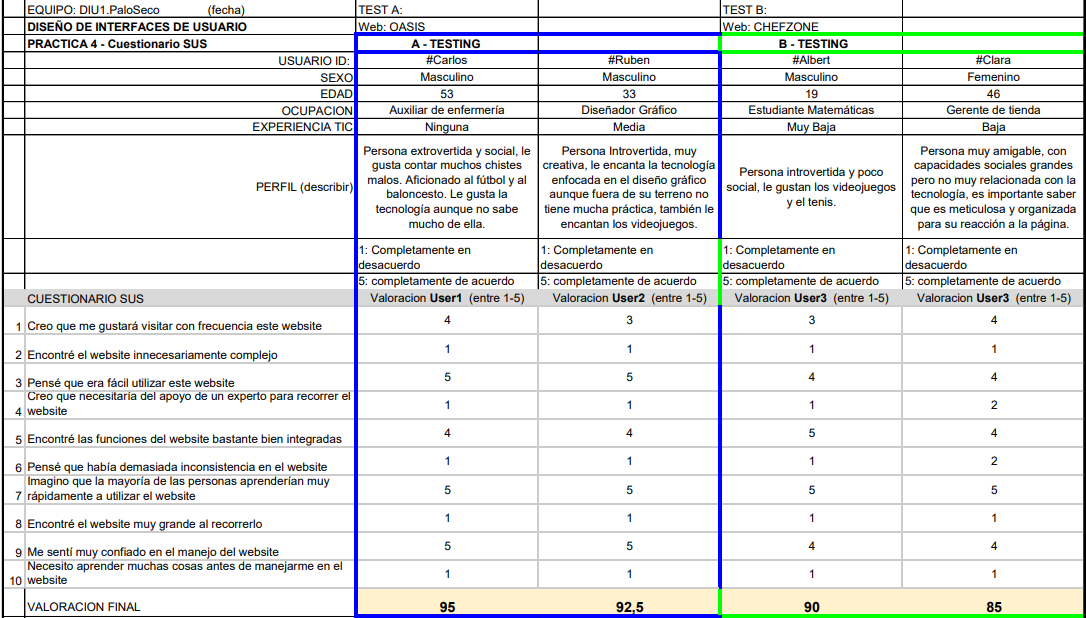 EQUIPO: DIU1.PaloSeco (fecha) TEST A: TEST B:
DISEÑO DE INTERFACES DE USUARIO Web: OASIS Web: CHEFZONE
PRACTICA 4 - Cuestionario SUS A - TESTING B - TESTING
USUARIO ID: #Carlos #Ruben #Albert #Clara
SEXO Masculino Masculino Masculino Femenino
EDAD 53 33 19 46
OCUPACION Auxiliar de enfermería Diseñador Gráfico Estudiante Matemáticas Gerente de tienda
EXPERIENCIA TIC Ninguna Media Muy Baja Baja
PERFIL (describir)
Persona extrovertida y social, le
gusta contar muchos chistes
malos. Aficionado al fútbol y al
baloncesto. Le gusta la
tecnología aunque no sabe
mucho de ella.
Persona Introvertida, muy
creativa, le encanta la tecnología
enfocada en el diseño gráfico
aunque fuera de su terreno no
tiene mucha práctica, también le
encantan los videojuegos.
Persona introvertida y poco
social, le gustan los videojuegos
y el tenis.
Persona muy amigable, con
capacidades sociales grandes
pero no muy relacionada con la
tecnología, es importante saber
que es meticulosa y organizada
para su reacción a la página.
1: Completamente en 1: Completamente en 1: Completamente en 1: Completamente en
desacuerdo desacuerdo desacuerdo desacuerdo
5: completamente de acuerdo 5: completamente de acuerdo 5: completamente de acuerdo 5: completamente de acuerdo
CUESTIONARIO SUS Valoracion User1 (entre 1-5) Valoracion User2 (entre 1-5) Valoracion User3 (entre 1-5) Valoracion User3 (entre 1-5)
1 Creo que me gustará visitar con frecuencia este website 4 3 3 4
2 Encontré el website innecesariamente complejo 1 1 1 1
3 Pensé que era fácil utilizar este website 5 5 4 4
Creo que necesitaría del apoyo de un experto para recorrer el
4 website 1 1 1 2
5 Encontré las funciones del website bastante bien integradas 4 4 5 4
6 Pensé que había demasiada inconsistencia en el website 1 1 1 2
Imagino que la mayoría de las personas aprenderían muy
7 rápidamente a utilizar el website 5 5 5 5
8 Encontré el website muy grande al recorrerlo 1 1 1 1
9 Me sentí muy confiado en el manejo del website 5 5 4 4
Necesito aprender muchas cosas antes de manejarme en el
10 website 1 1 1 1
VALORACION FINAL 95 92,5 90 85